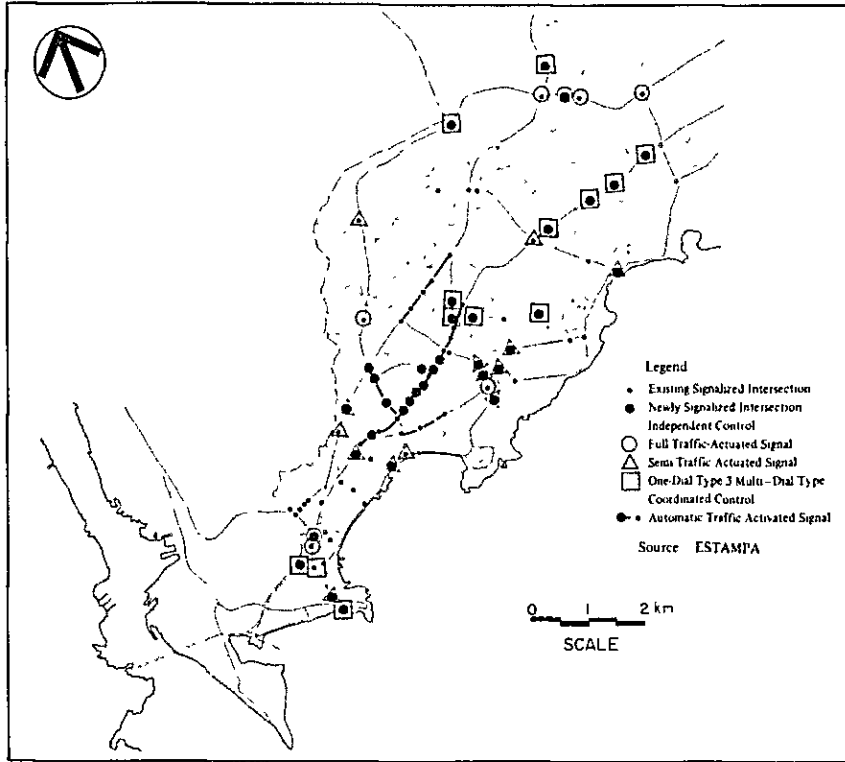 Legend
Existing Signalized Intersection
Newly Signalized Intersection
Independent Control
Full Traffic-Actuated Signal
Semi Traffic Actuated Signal
One-Dial Type 3 Multi-Dial Type
Coordinated Control
Automatic Traffic Activated Signal
Source ESTAMPA
0 1 2 km
SCALE